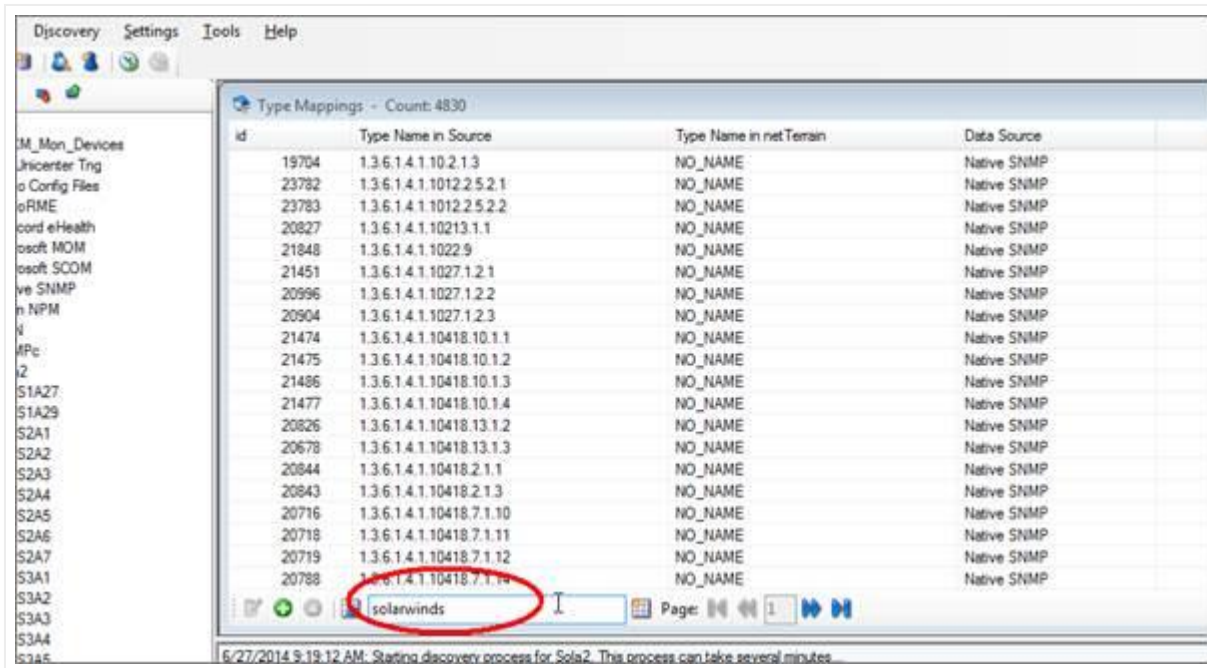 Discovery Settings Tools Help
Type Mappings - Count: 4830
id Type Name in Source Type Name in netTerrain Data Source
19704 1.3.6.1.4.1.10.2.1.3 NO_NAME Native SNMP
23782 1.3.6.1.4.1.1012.2.5.2.1 NO_NAME Native SNMP
23783 1.3.6.1.4.1.1012.2.5.2.2 NO_NAME Native SNMP
20827 1.3.6.1.4.1.10213.1.1 NO_NAME Native SNMP
21848 1.3.6.1.4.1.1022.9 NO_NAME Native SNMP
21451 1.3.6.1.4.1.1027.1.2.1 NO_NAME Native SNMP
20996 1.3.6.1.4.1.1027.1.2.2 NO_NAME Native SNMP
20904 1.3.6.1.4.1.1027.1.2.3 NO_NAME Native SNMP
21474 1.3.6.1.4.1.10418.10.1.1 NO_NAME Native SNMP
21475 1.3.6.1.4.1.10418.10.1.2 NO_NAME Native SNMP
21486 1.3.6.1.4.1.10418.10.1.3 NO_NAME Native SNMP
21477 1.3.6.1.4.1.10418.10.1.4 NO_NAME Native SNMP
20826 1.3.6.1.4.1.10418.13.1.2 NO_NAME Native SNMP
20678 1.3.6.1.4.1.10418.13.1.3 NO_NAME Native SNMP
20844 1.3.6.1.4.1.10418.2.1.1 NO_NAME Native SNMP
20843 1.3.6.1.4.1.10418.2.1.3 NO_NAME Native SNMP
20716 1.3.6.1.4.1.10418.7.1.10 NO_NAME Native SNMP
20718 1.3.6.1.4.1.10418.7.1.11 NO_NAME Native SNMP
20719 1.3.6.1.4.1.10418.7.1.12 NO_NAME Native SNMP
20788 NO_NAME Native SNMP
solarwinds Page: 1
6/27/2014 9:19:12 AM: Starting discovery process for Sola2. This process can take several minutes...
M_Mon_Devices
Unicenter Tng
o Config Files
oRME
cord eHealth
osoft MOM
osoft SCOM
ve SNMP
n NPM
N
MPc
a2
S1A27
S1A29
S2A1
S2A2
S2A3
S2A4
S2A5
S2A6
S2A7
S3A1
S3A2
S3A3
S3A4
S3A5